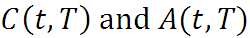 C(t, T) and A(t, T)